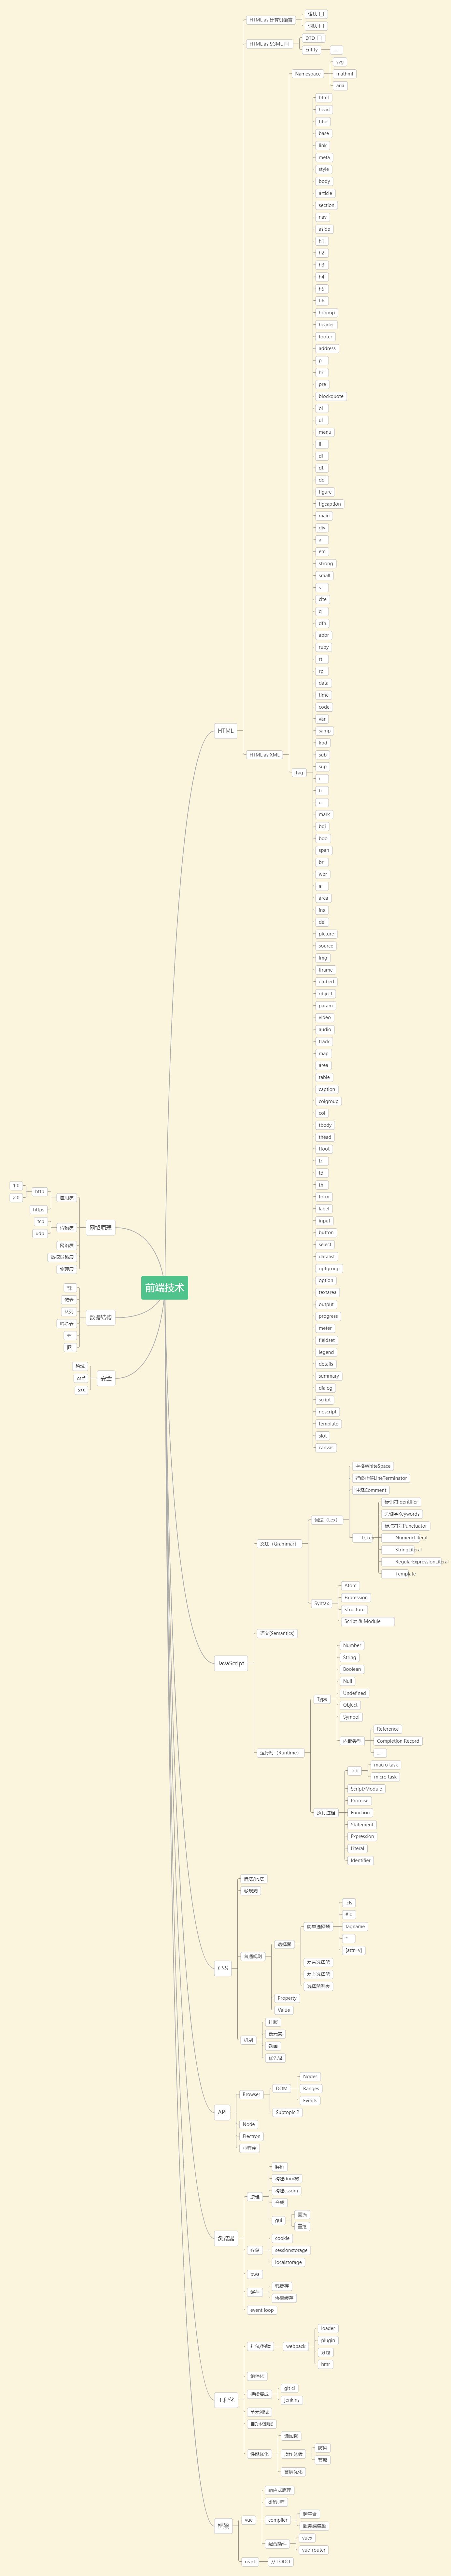 HTML as 计算机语言
语法
词法
HTML as SGML
DTD
Entity
Namespace
svg
mathml
aria
html
head
title
base
link
meta
style
body
article
section
nav
aside
h1
h2
h3
h4
h5
h6
hgroup
header
footer
address
p
hr
pre
blockquote
ol
ul
menu
li
dl
dt
dd
figure
figcaption
main
div
a
em
strong
small
s
cite
q
dfn
abbr
ruby
rt
rp
data
time
code
var
HTML
samp
kbd
HTML as XML
sub
sup
Tag
i
b
u
mark
bdi
bdo
span
br
wbr
a
area
ins
del
picture
source
img
iframe
embed
object
param
video
audio
track
map
area
table
caption
colgroup
col
tbody
thead
tfoot
tr
td
th
form
label
input
button
select
datalist
optgroup
option
textarea
output
progress
meter
fieldset
legend
details
summary
dialog
script
noscript
template
slot
canvas
网络原理
应用层
http
1.0
2.0
https
传输层
tcp
udp
网络层
数据链路层
物理层
前端技术
数据结构
栈
链表
队列
哈希表
树
图
安全
跨域
csrf
xss
JavaScript
文法（Grammar）
词法（Lex）
空格WhiteSpace
行终止符LineTerminator
注释Comment
Token
标识符Identifier
关键字Keywords
标点符号Punctuator
NumericLiteral
StringLiteral
RegularExpressionLiteral
Template
Syntax
Atom
Expression
Structure
Script & Module
语义(Semantics)
运行时（Runtime）
Type
Number
String
Boolean
Null
Undefined
Object
Symbol
内部类型
Reference
Completion Record
执行过程
Job
macro task
micro task
Script/Module
Promise
Function
Statement
Expression
Literal
Identifier
CSS
语法/词法
@规则
普通规则
选择器
简单选择器
.cls
#id
tagname
*
[attr=v]
复合选择器
复杂选择器
选择器列表
Property
Value
机制
排版
伪元素
动画
优先级
API
Browser
DOM
Nodes
Ranges
Events
Subtopic 2
Node
Electron
小程序
浏览器
原理
解析
构建dom树
构建cssom
合成
gui
回流
重绘
存储
cookie
sessionstorage
localstorage
pwa
缓存
强缓存
协商缓存
event loop
工程化
打包/构建
webpack
loader
plugin
分包
hmr
组件化
持续集成
git ci
jenkins
单元测试
自动化测试
性能优化
懒加载
操作体验
防抖
节流
首屏优化
框架
vue
响应式原理
diff过程
compiler
跨平台
服务端渲染
配合插件
vuex
vue-router
react
// TODO